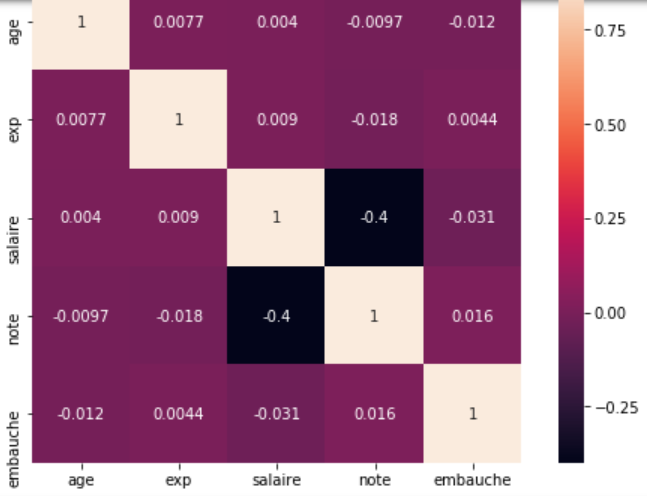 age 1 0.0077 0.004 -0.0097 -0.012
exp 0.0077 1 0.009 -0.018 0.0044
salaire 0.004 0.009 1 -0.4 -0.031
note -0.0097 -0.018 -0.4 1 0.016
embauche -0.012 0.0044 -0.031 0.016 1
age exp salaire note embauche
0.75
0.50
0.25
0.00
−0.25